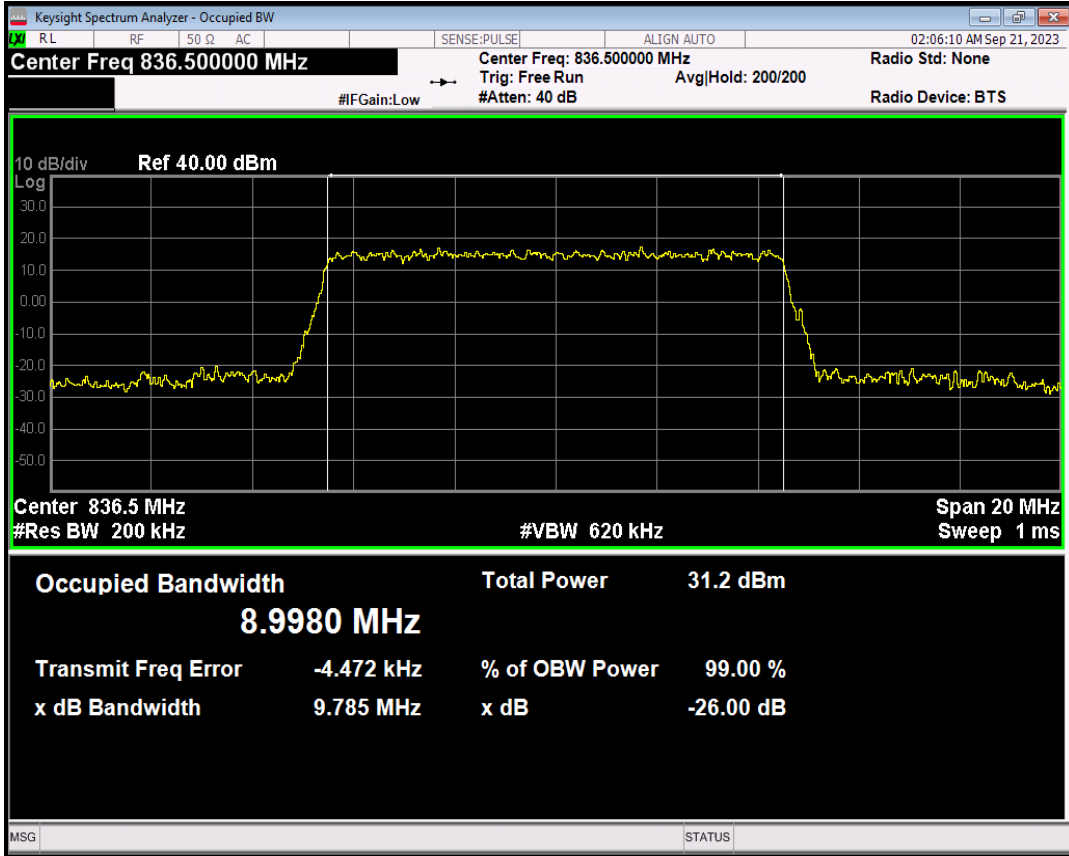 Keysight Spectrum Analyzer - Occupied BW
LXI RL RF 50 Ω AC SENSE:PULSE ALIGN AUTO 02:06:10 AM Sep 21, 2023
Center Freq 836.500000 MHz Center Freq: 836.500000 MHz Radio Std: None
Trig: Free Run Avg|Hold: 200/200
#IFGain:Low #Atten: 40 dB Radio Device: BTS
10 dB/div Ref 40.00 dBm
Log
30.0
20.0
10.0
0.00
-10.0
-20.0
-30.0
-40.0
-50.0
Center 836.5 MHz Span 20 MHz
#Res BW 200 kHz #VBW 620 kHz Sweep 1 ms
Occupied Bandwidth Total Power 31.2 dBm
8.9980 MHz
Transmit Freq Error -4.472 kHz % of OBW Power 99.00 %
x dB Bandwidth 9.785 MHz x dB -26.00 dB
MSG STATUS